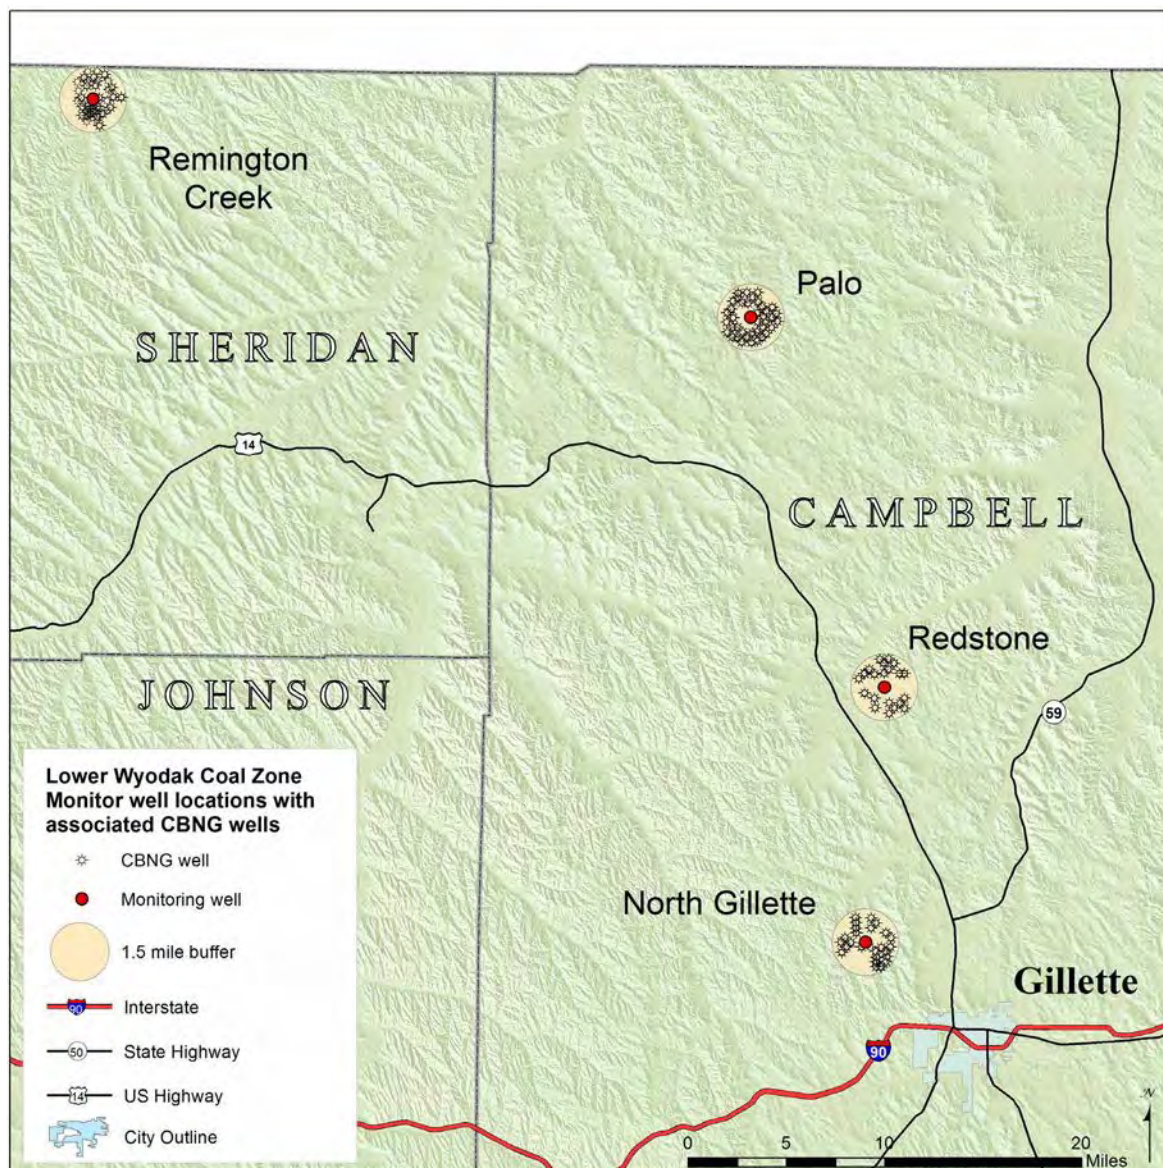 Remington
Creek
Palo
SHERIDAN
14
CAMPBELL
Redstone
JOHNSON
59
Lower Wyodak Coal Zone
Monitor well locations with
associated CBNG wells
CBNG well
Monitoring well
1.5 mile buffer
90 Interstate
50 State Highway
14 US Highway
City Outline
North Gillette
Gillette
90
N
0 5 10 20
Miles